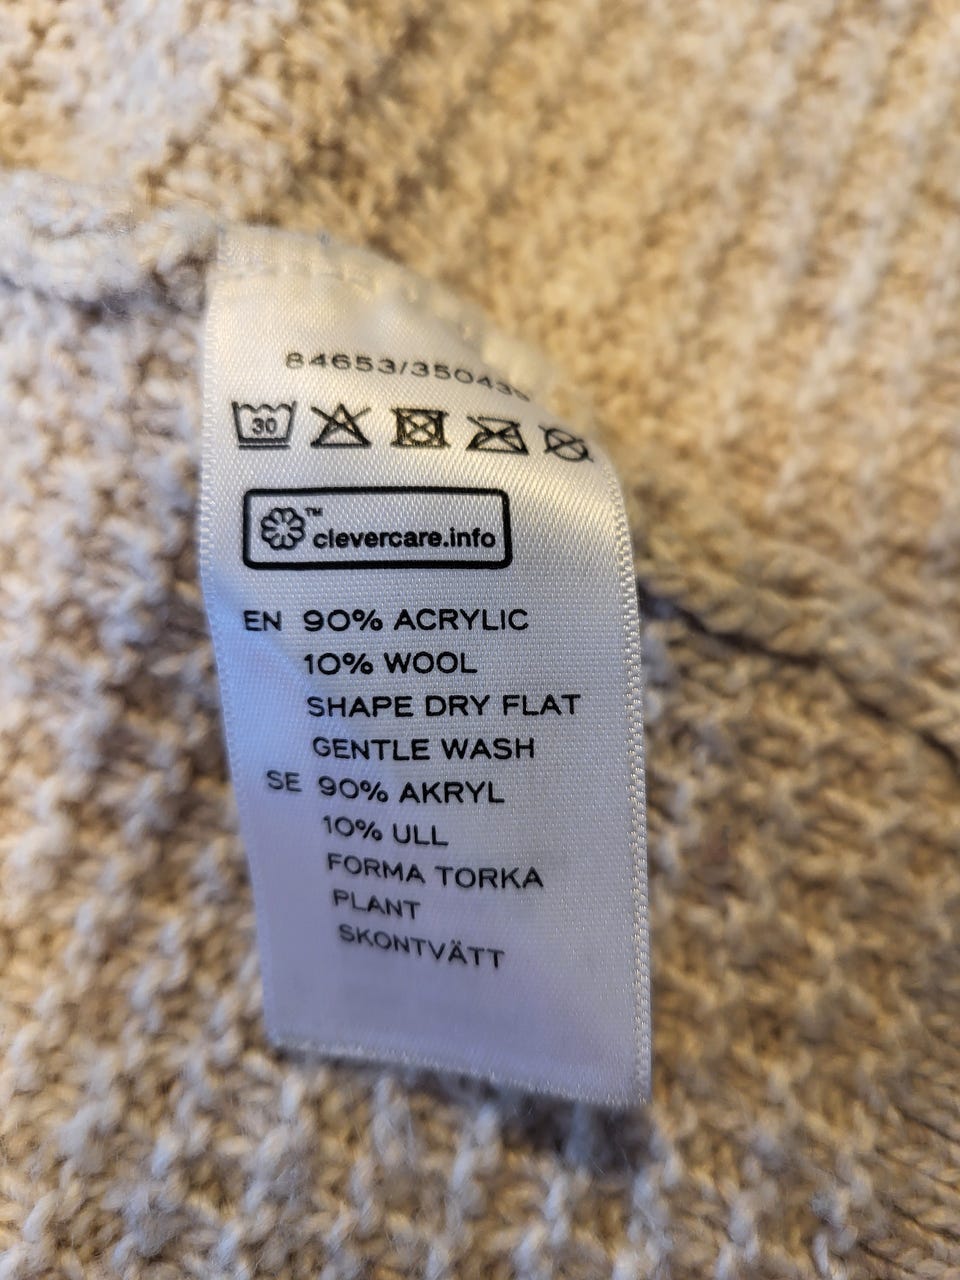 84653/35043
30
™
clevercare.info
EN 90% ACRYLIC
10% WOOL
SHAPE DRY FLAT
GENTLE WASH
SE 90% AKRYL
10% ULL
FORMA TORKA
PLANT
SKONTVÄTT